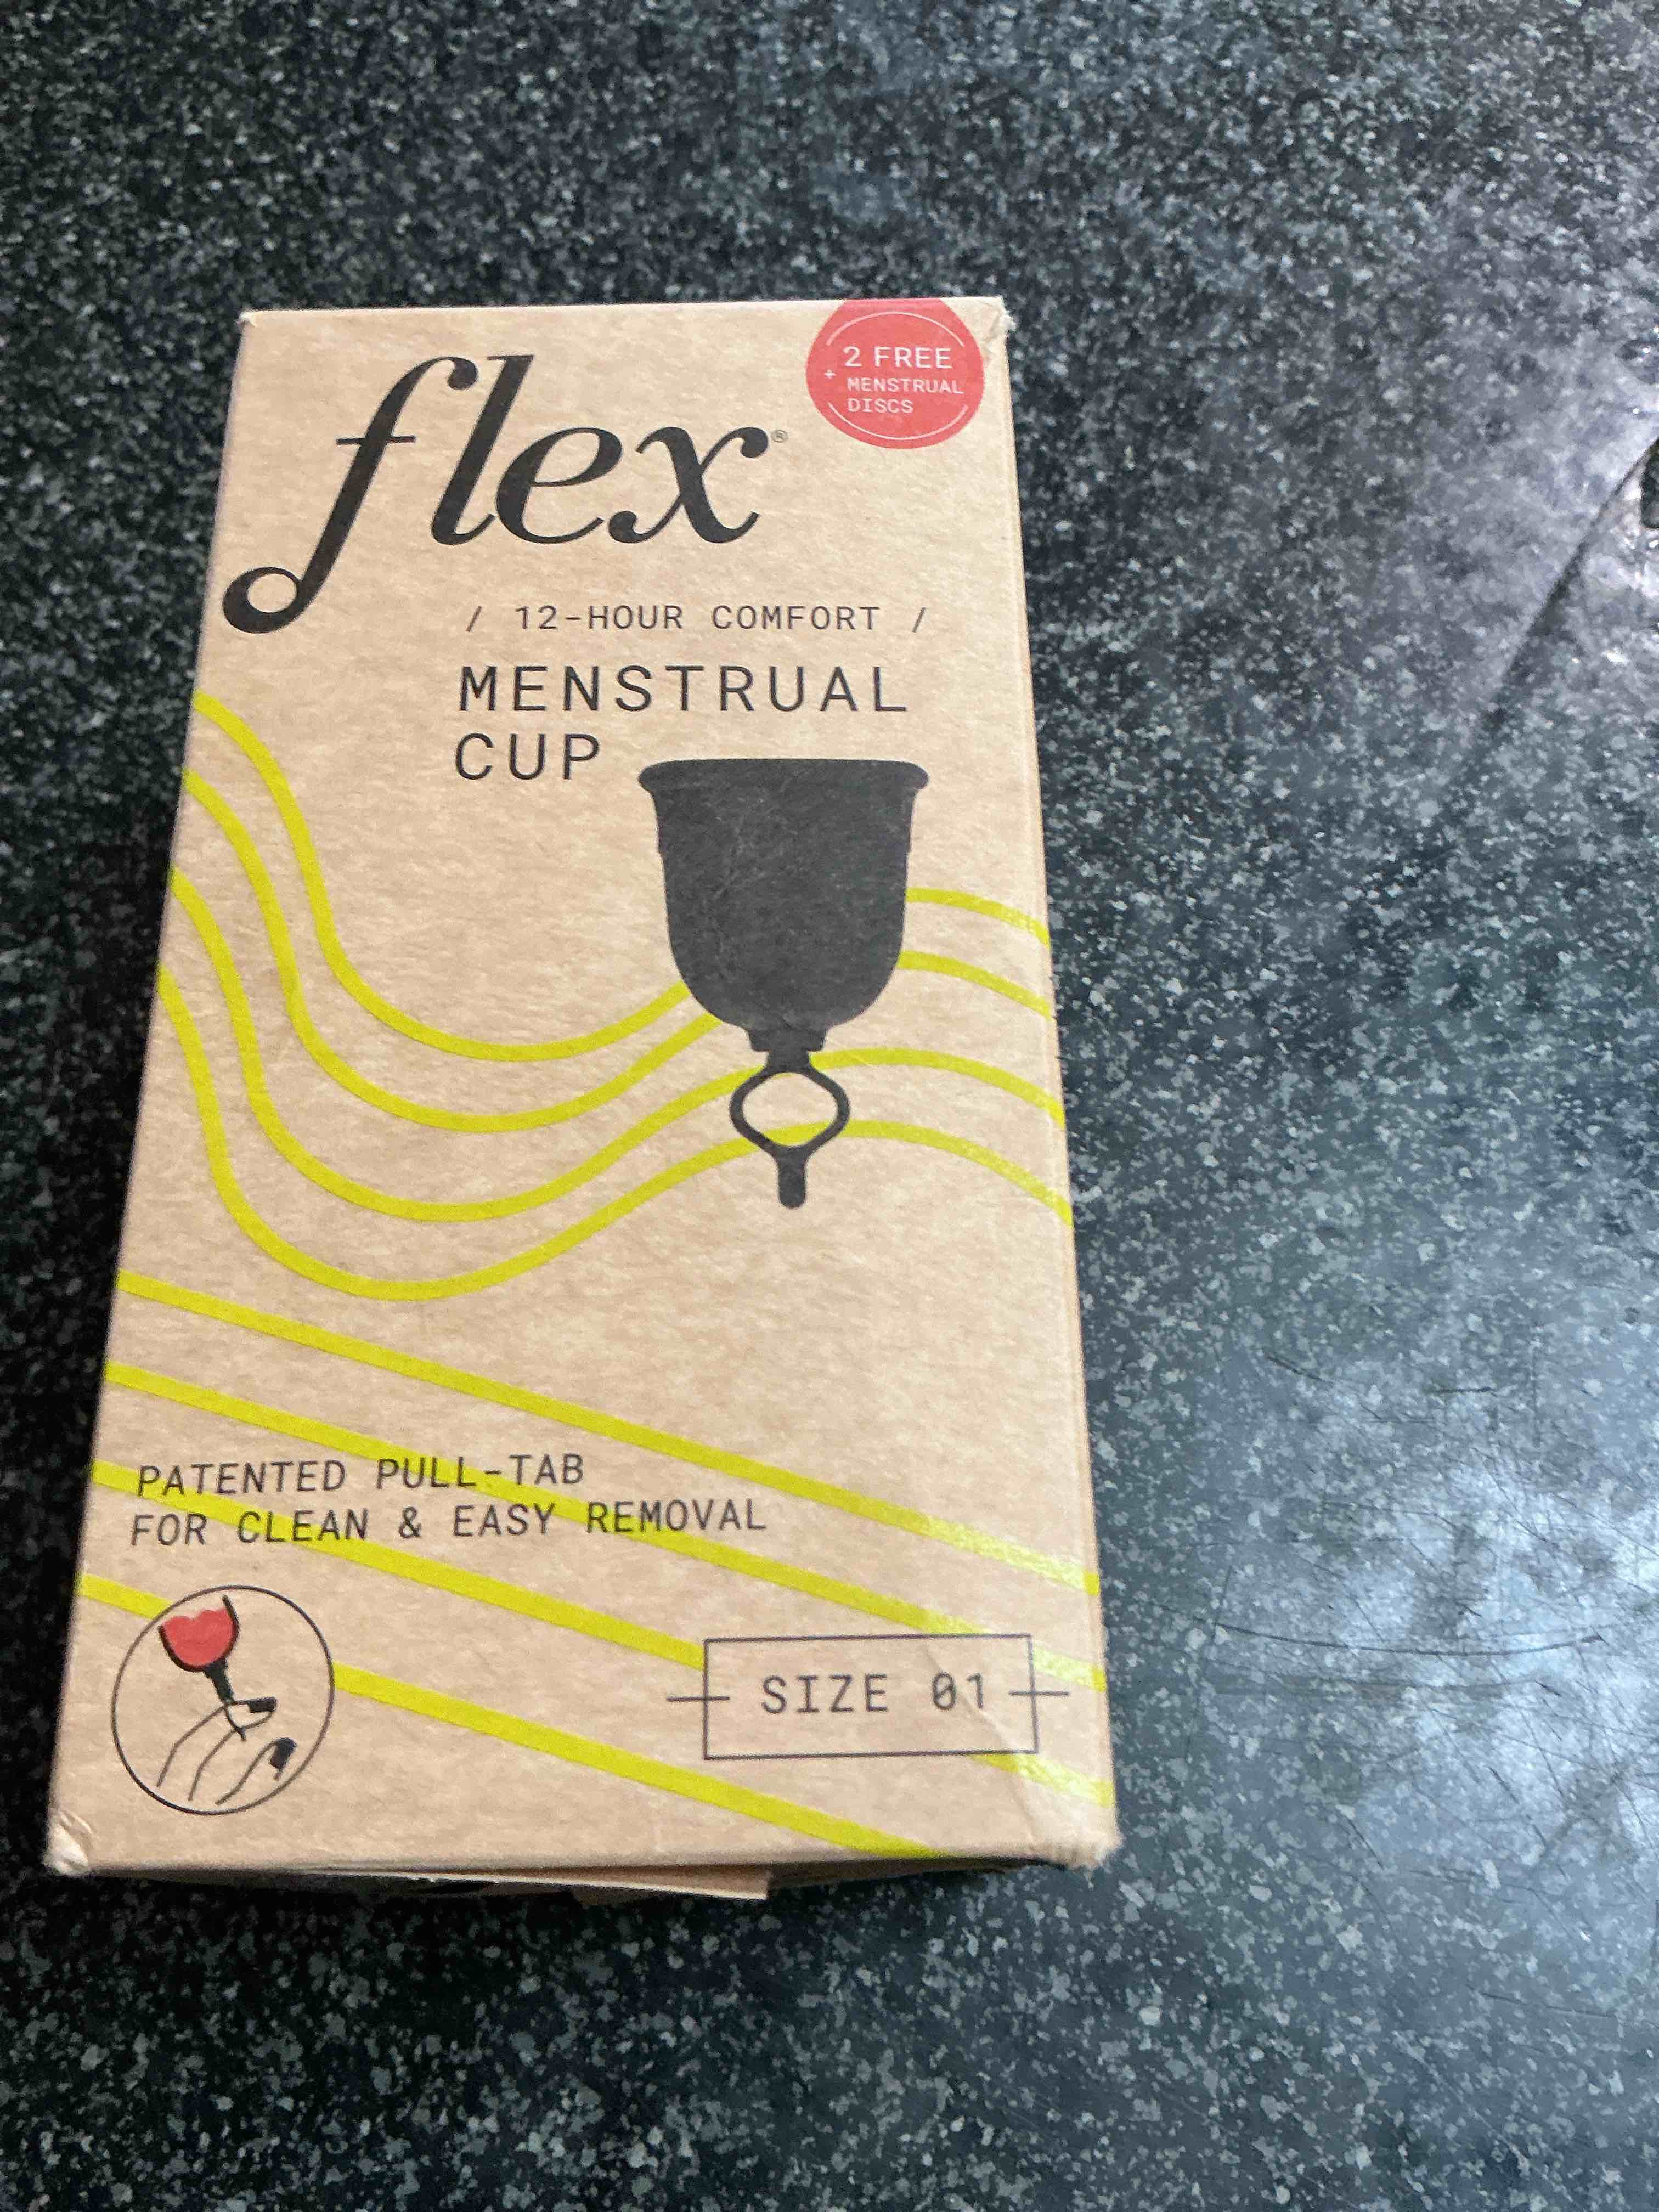 flex®
2 FREE
+ MENSTRUAL
DISCS
/ 12-HOUR COMFORT /
MENSTRUAL
CUP
PATENTED PULL-TAB
FOR CLEAN & EASY REMOVAL
SIZE 01